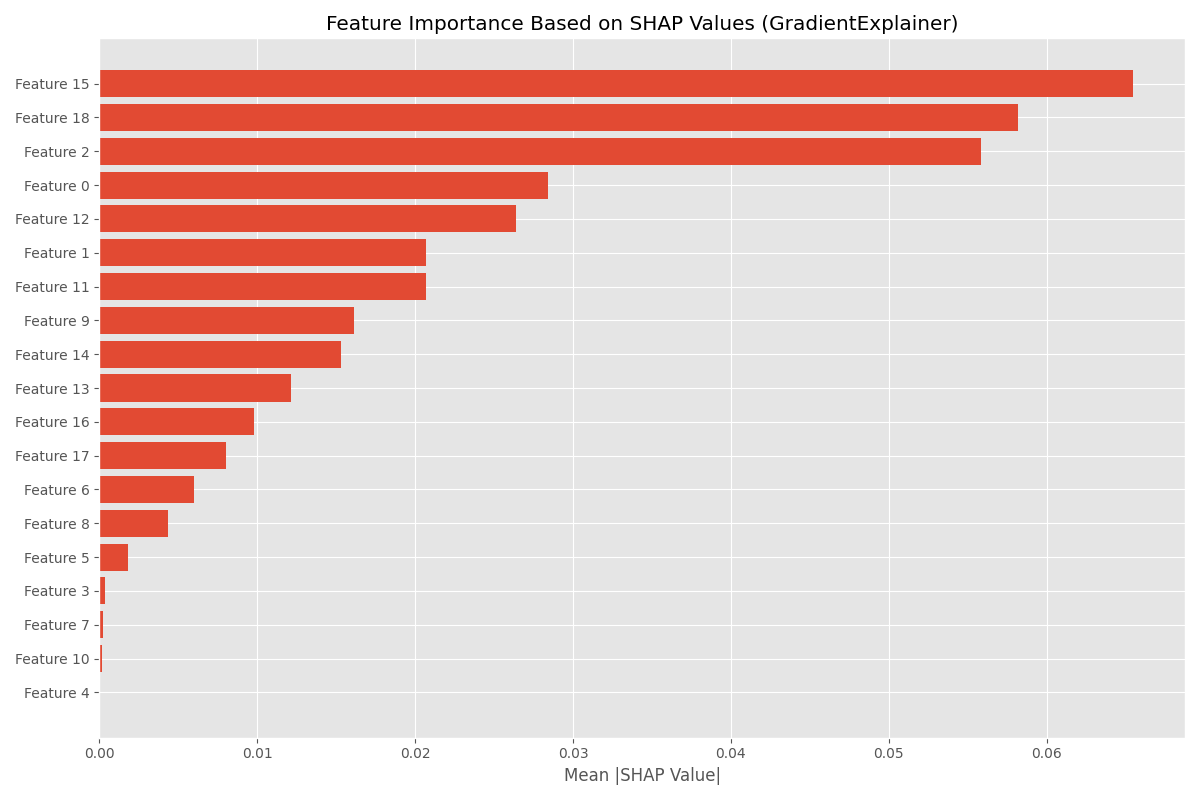 Feature Importance Based on SHAP Values (GradientExplainer)
Feature 15
Feature 18
Feature 2
Feature 0
Feature 12
Feature 1
Feature 11
Feature 9
Feature 14
Feature 13
Feature 16
Feature 17
Feature 6
Feature 8
Feature 5
Feature 3
Feature 7
Feature 10
Feature 4
0.00 0.01 0.02 0.03 0.04 0.05 0.06
Mean |SHAP Value|